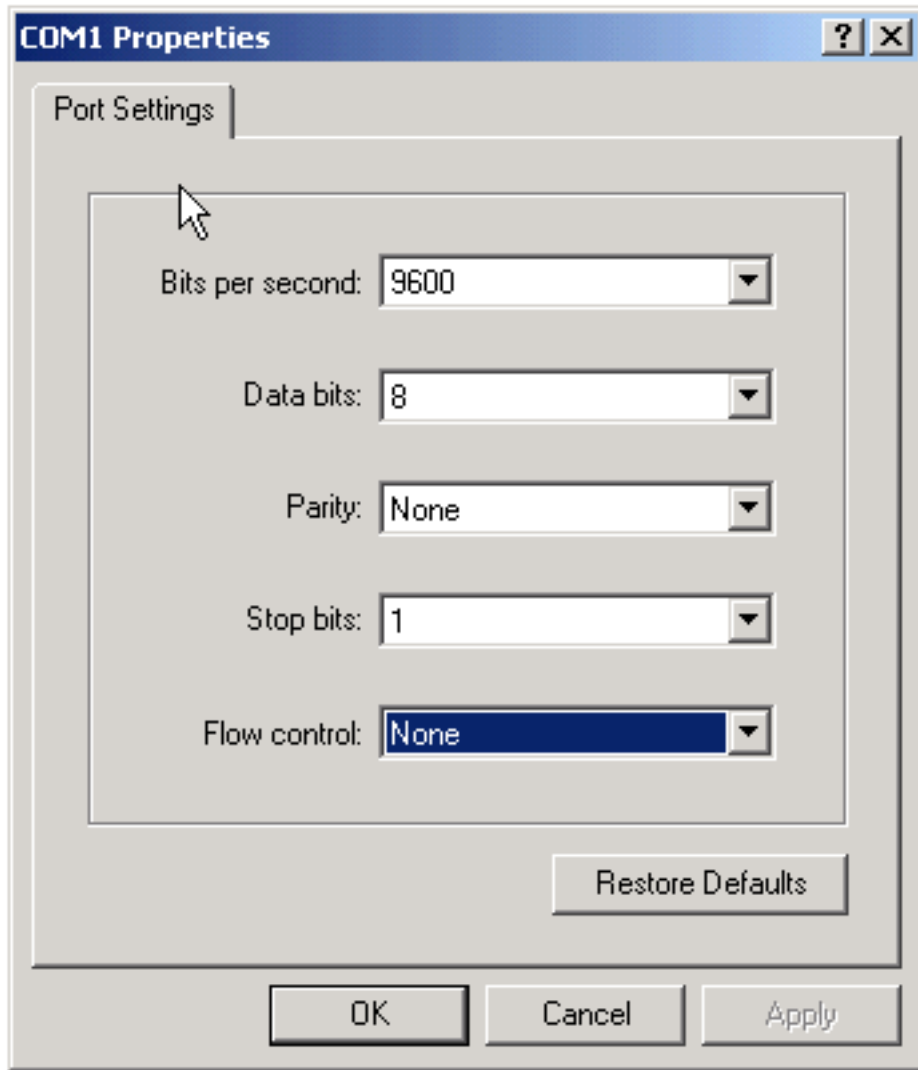 COM1 Properties
Port Settings
Bits per second: 9600
Data bits: 8
Parity: None
Stop bits: 1
Flow control: None
Restore Defaults
OK Cancel Apply